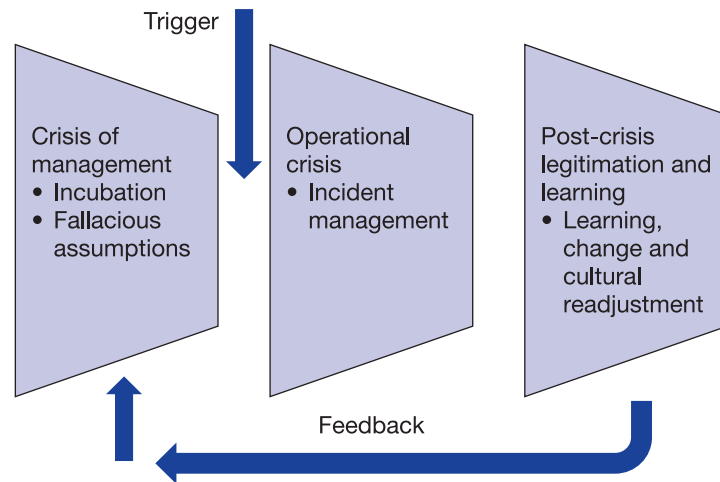 Trigger
Crisis of
management
• Incubation
• Fallacious
assumptions
Operational
crisis
• Incident
management
Post-crisis
legitimation and
learning
• Learning,
change and
cultural
readjustment
Feedback